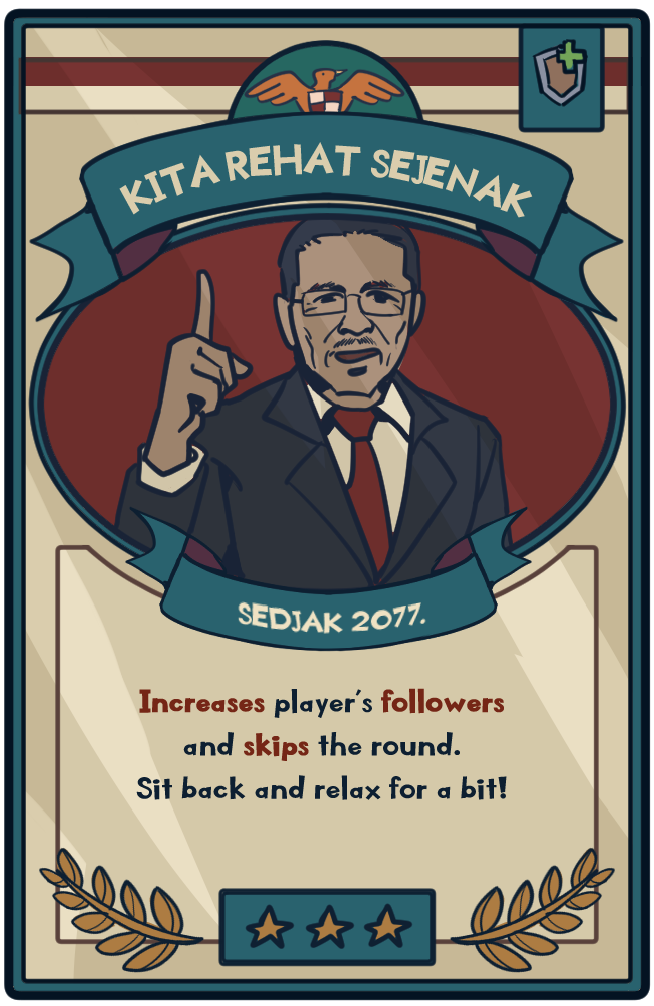 KITA REHAT SEJENAK
SEDJAK 2077.
Increases player's followers
and skips the round.
Sit back and relax for a bit!